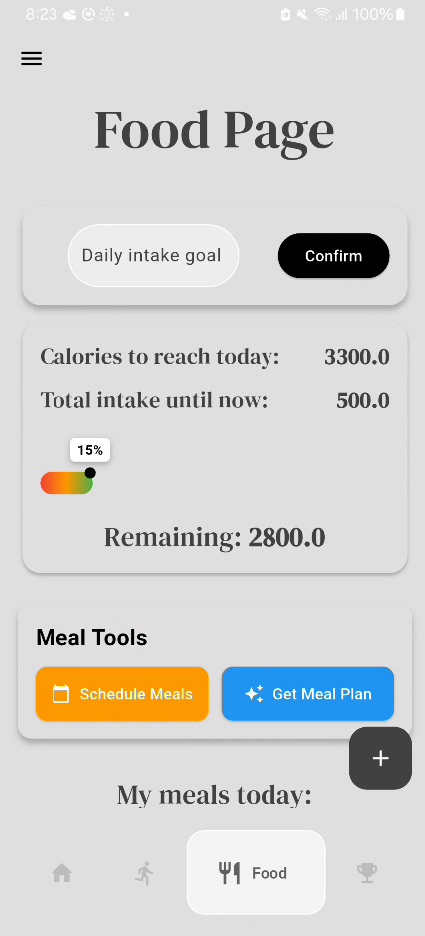 8:23 100%
Food Page
Daily intake goal Confirm
Calories to reach today: 3300.0
Total intake until now: 500.0
15%
Remaining: 2800.0
Meal Tools
Schedule Meals Get Meal Plan
+
My meals today:
Food